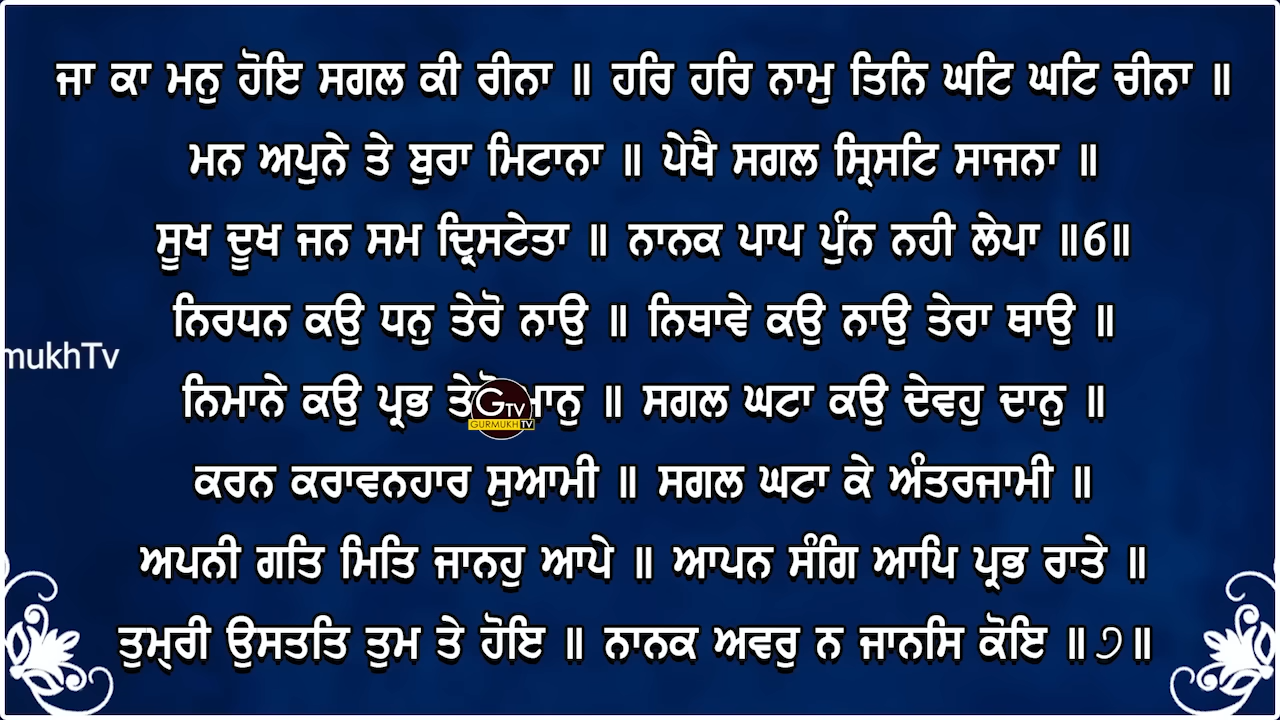 ਜਾ ਕਾ ਮਨੁ ਹੋਇ ਸਗਲ ਕੀ ਰੀਨਾ ॥ ਹਰਿ ਹਰਿ ਨਾਮੁ ਤਿਨਿ ਘਟਿ ਘਟਿ ਚੀਨਾ ॥
ਮਨ ਅਪੁਨੇ ਤੇ ਬੁਰਾ ਮਿਟਾਨਾ ॥ ਪੇਖੈ ਸਗਲ ਸ੍ਰਿਸਟਿ ਸਾਜਨਾ ॥
ਸੂਖ ਦੂਖ ਜਨ ਸਮ ਦ੍ਰਿਸਟੇਤਾ ॥ ਨਾਨਕ ਪਾਪ ਪੁੰਨ ਨਹੀ ਲੇਪਾ ॥6॥
ਨਿਰਧਨ ਕਉ ਧਨੁ ਤੇਰੋ ਨਾਉ ॥ ਨਿਥਾਵੇ ਕਉ ਨਾਉ ਤੇਰਾ ਥਾਉ ॥
mukhTv
ਨਿਮਾਨੇ ਕਉ ਪ੍ਰਭ ਤੇਰੋ ਮਾਨੁ ॥ ਸਗਲ ਘਟਾ ਕਉ ਦੇਵਹੁ ਦਾਨੁ ॥
GTV
GURMUKH TV
ਕਰਨ ਕਰਾਵਨਹਾਰ ਸੁਆਮੀ ॥ ਸਗਲ ਘਟਾ ਕੇ ਅੰਤਰਜਾਮੀ ॥
ਅਪਨੀ ਗਤਿ ਮਿਤਿ ਜਾਨਹੁ ਆਪੇ ॥ ਆਪਨ ਸੰਗਿ ਆਪਿ ਪ੍ਰਭ ਰਾਤੇ ॥
ਤੁਮ੍ਰੀ ਉਸਤਤਿ ਤੁਮ ਤੇ ਹੋਇ ॥ ਨਾਨਕ ਅਵਰੁ ਨ ਜਾਨਸਿ ਕੋਇ ॥੭॥